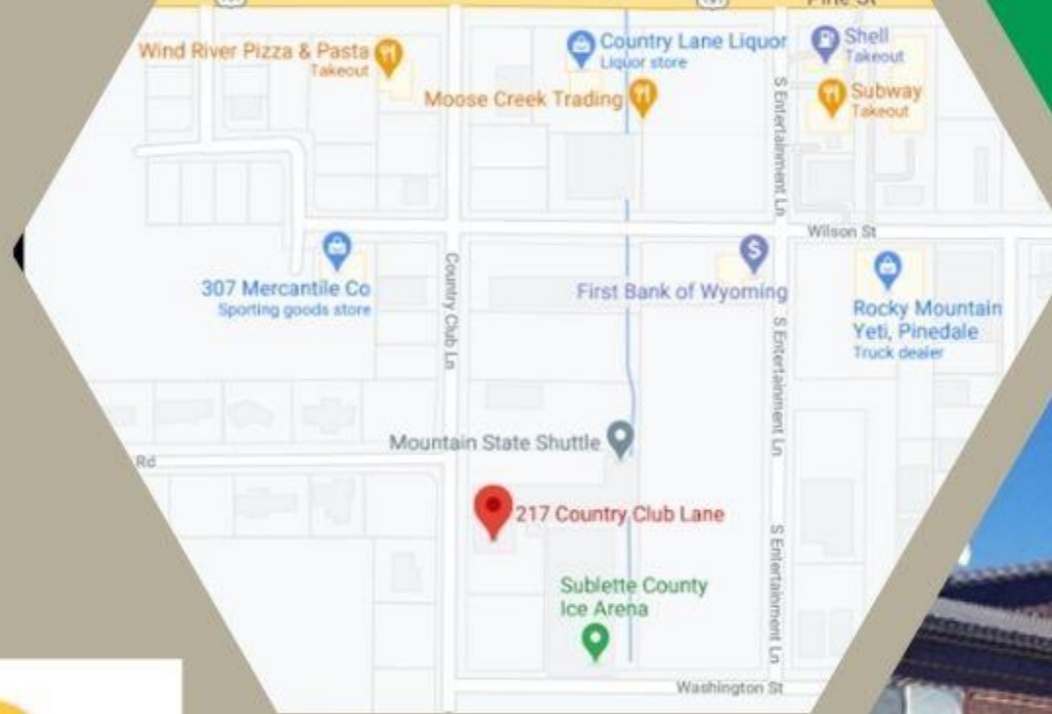 Pine St
Wind River Pizza & Pasta
Takeout
Country Lane Liquor
Liquor store
Shell
Takeout
Moose Creek Trading
Subway
Takeout
S Entertainment Ln
Wilson St
307 Mercantile Co
Sporting goods store
Country Club Ln
First Bank of Wyoming
Rocky Mountain
Yeti, Pinedale
Truck dealer
S Entertainment Ln
Mountain State Shuttle
Rd
217 Country Club Lane
S Entertainment Ln
Sublette County
Ice Arena
Washington St